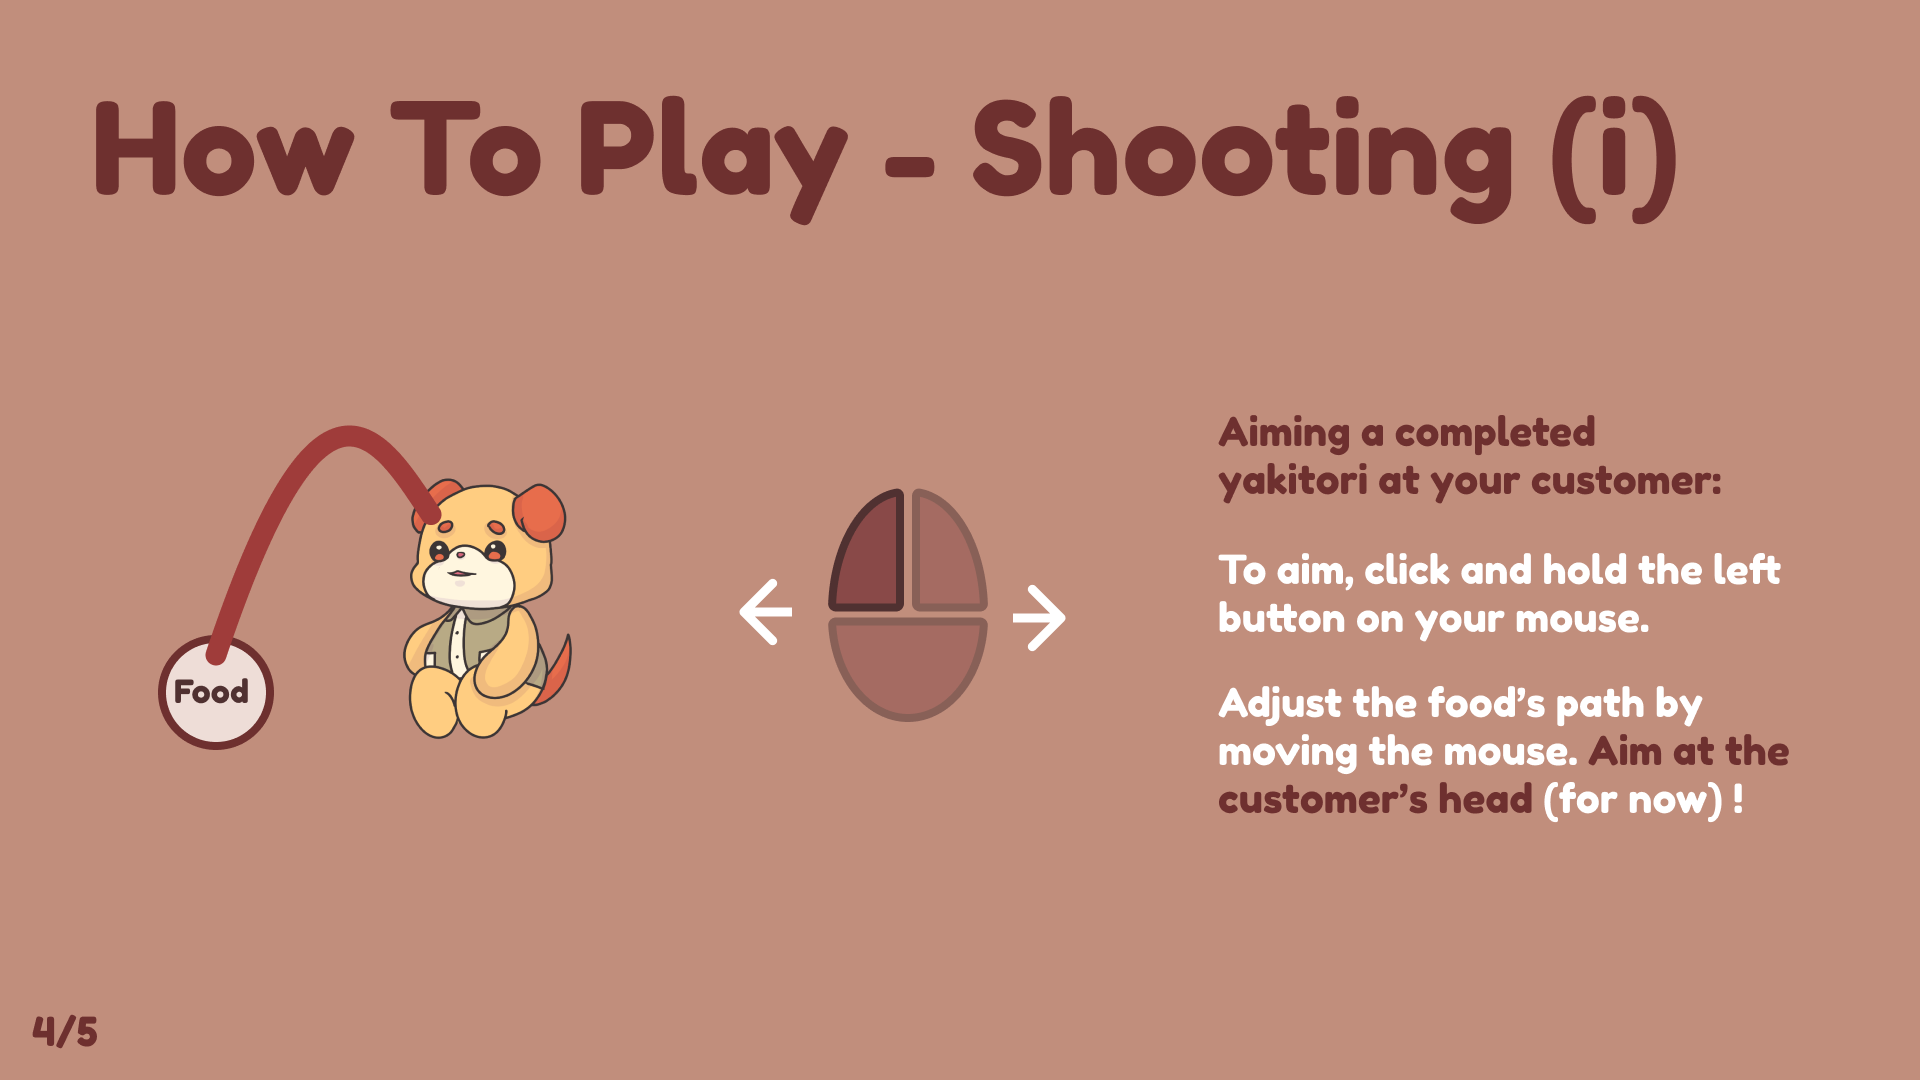 How To Play - Shooting (i)
Food
Aiming a completed
yakitori at your customer:
To aim, click and hold the left
button on your mouse.
Adjust the food’s path by
moving the mouse. Aim at the
customer’s head (for now) !
4/5